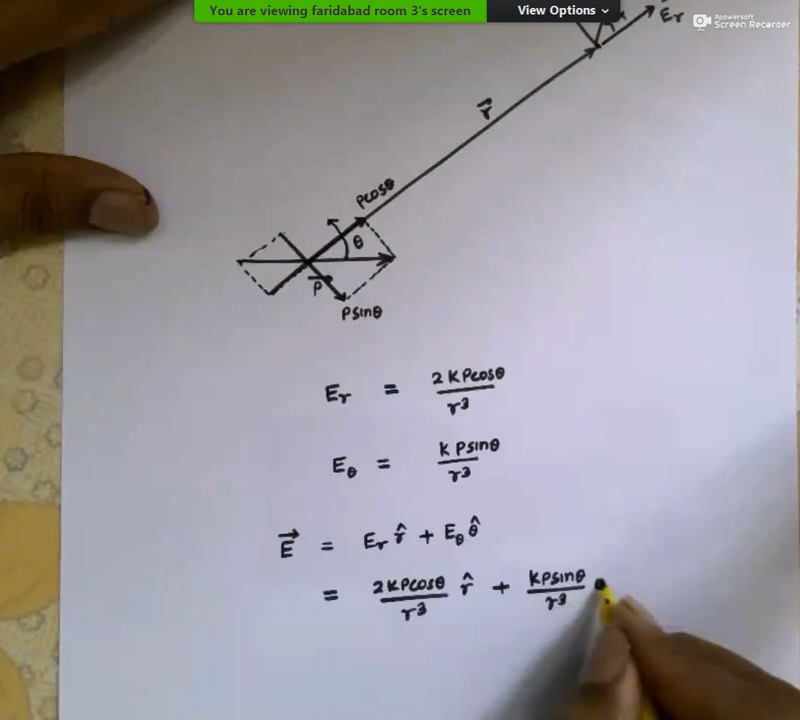 You are viewing faridabad room 3's screen
View Options
Apowersoft
Screen Recorder
Er
r⃗
Pcosθ
θ
P⃗
Psinθ
Er = 2KPcosθ / r³
Eθ = KPsinθ / r³
E⃗ = Er r̂ + Eθ θ̂
= 2KPcosθ / r³ r̂ + KPsinθ / r³